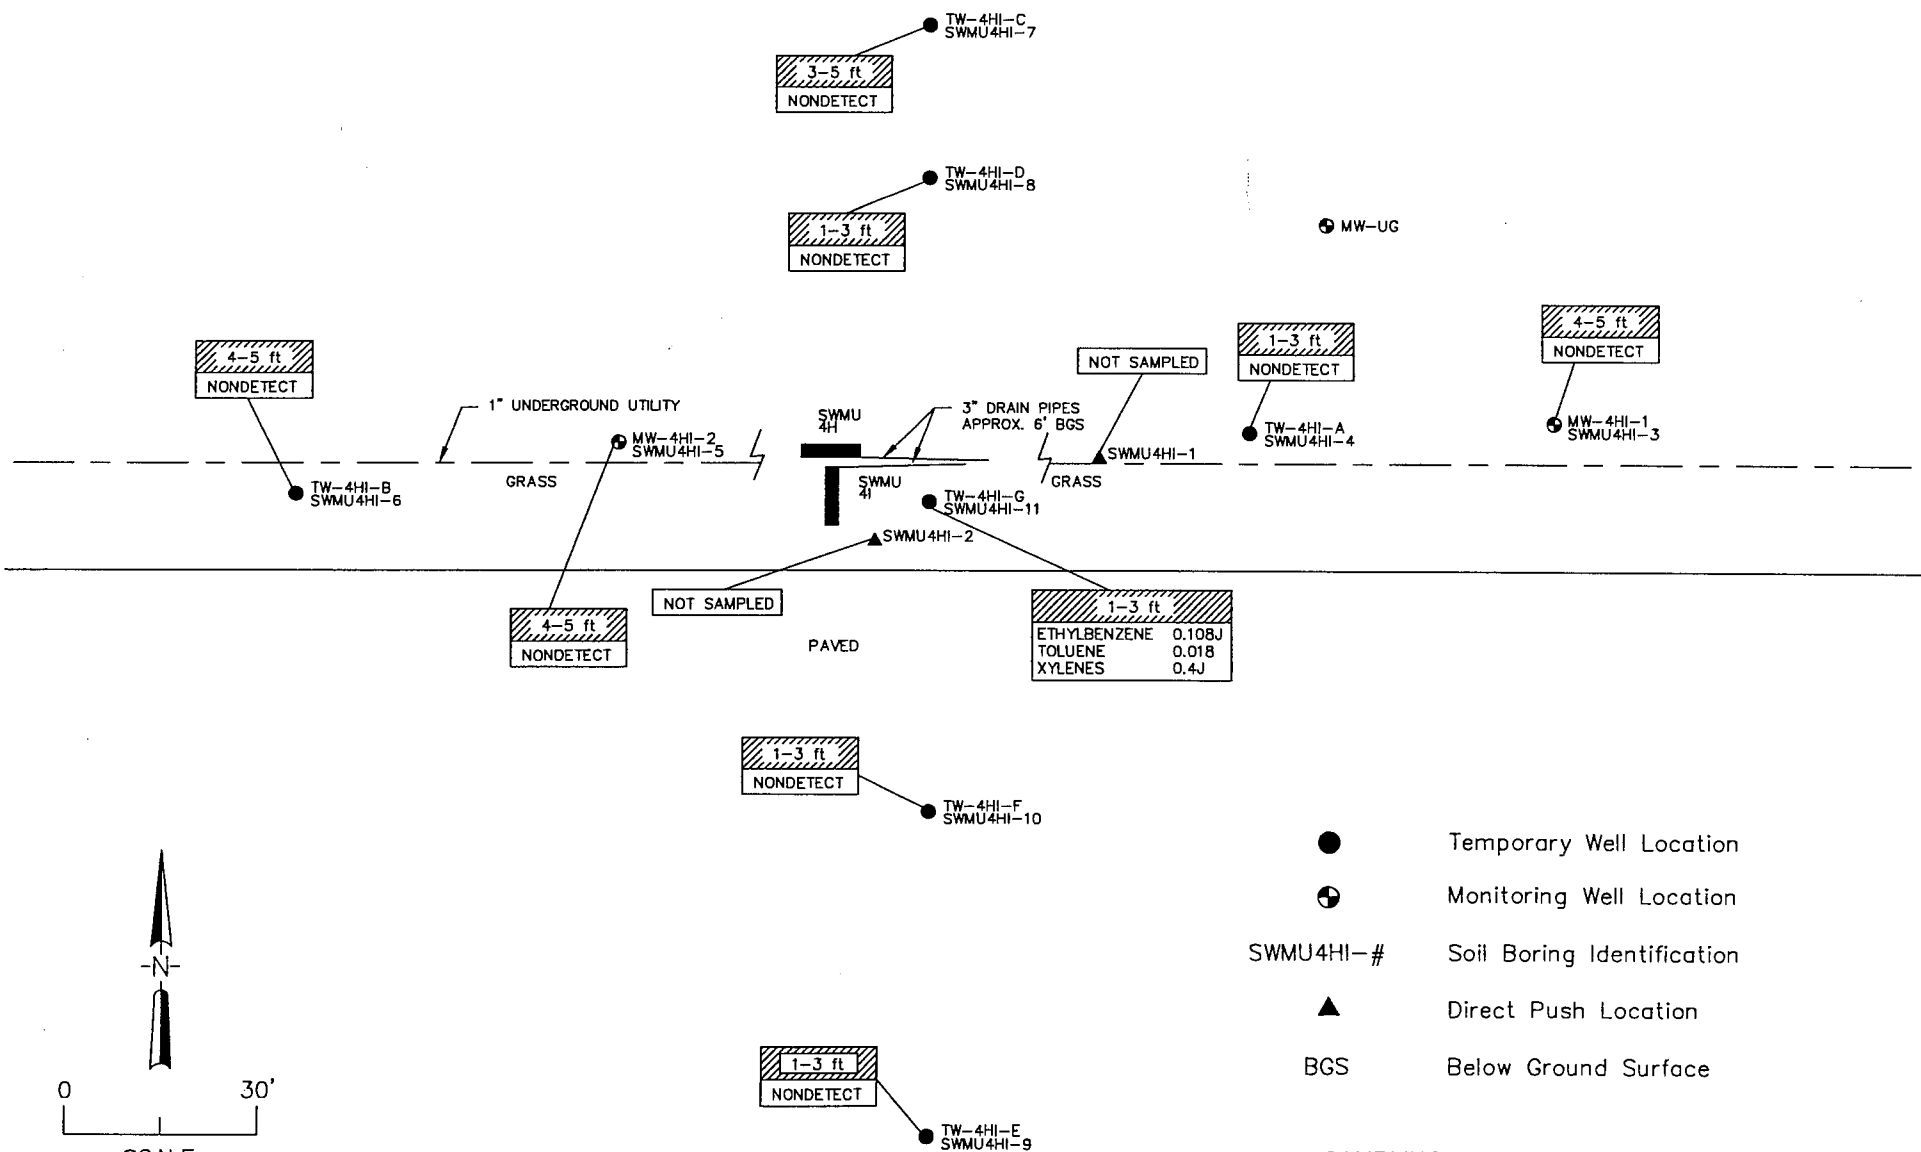 TW-4HI-C
SWMU4HI-7
3-5 ft
NONDETECT
TW-4HI-D
SWMU4HI-8
1-3 ft
NONDETECT
MW-UG
4-5 ft
NONDETECT
1-3 ft
NONDETECT
4-5 ft
NONDETECT
NOT SAMPLED
1" UNDERGROUND UTILITY
SWMU
4H
3" DRAIN PIPES
APPROX. 6' BGS
MW-4HI-2
SWMU4HI-5
TW-4HI-A
SWMU4HI-4
MW-4HI-1
SWMU4HI-3
SWMU4HI-1
GRASS
SWMU
4I
GRASS
TW-4HI-B
SWMU4HI-6
TW-4HI-G
SWMU4HI-11
SWMU4HI-2
NOT SAMPLED
4-5 ft
NONDETECT
1-3 ft
ETHYLBENZENE 0.108J
TOLUENE 0.018
XYLENES 0.4J
PAVED
1-3 ft
NONDETECT
TW-4HI-F
SWMU4HI-10
Temporary Well Location
Monitoring Well Location
SWMU4HI-# Soil Boring Identification
Direct Push Location
BGS Below Ground Surface
-N-
0 30'
1-3 ft
NONDETECT
TW-4HI-E
SWMU4HI-9